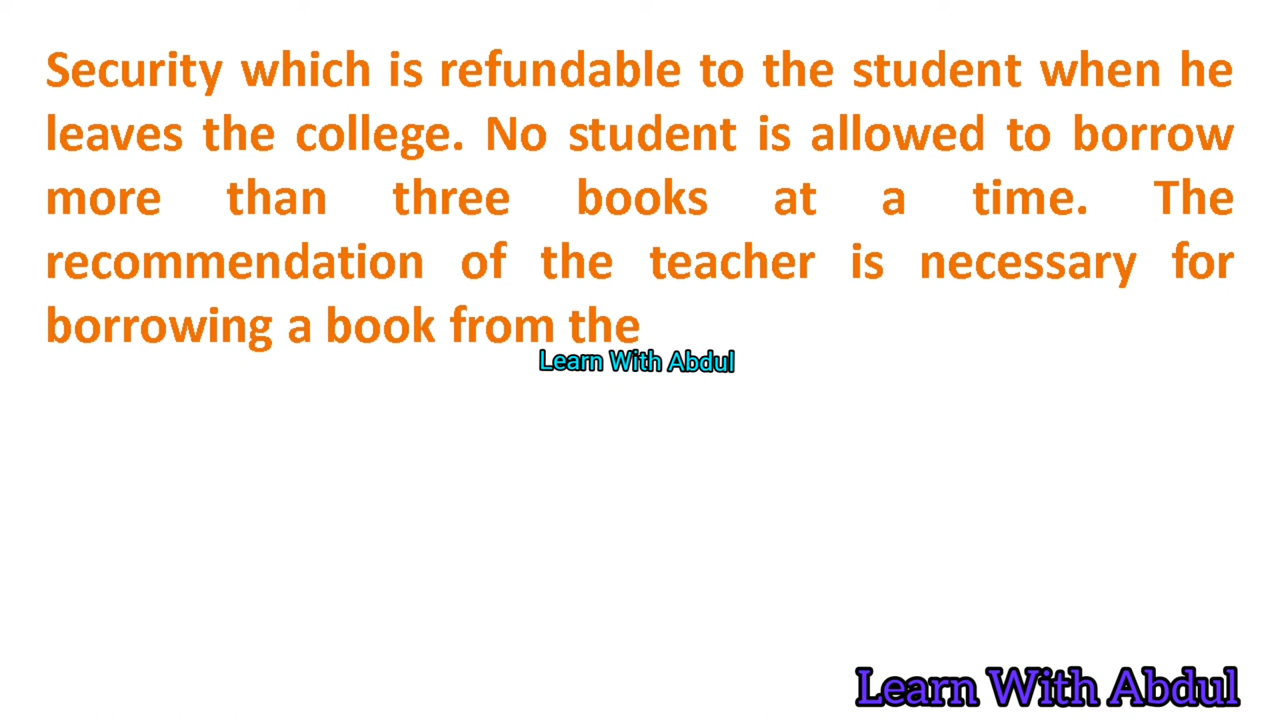 Security which is refundable to the student when he
leaves the college. No student is allowed to borrow
more than three books at a time. The
recommendation of the teacher is necessary for
borrowing a book from the
Learn With Abdul
Learn With Abdul